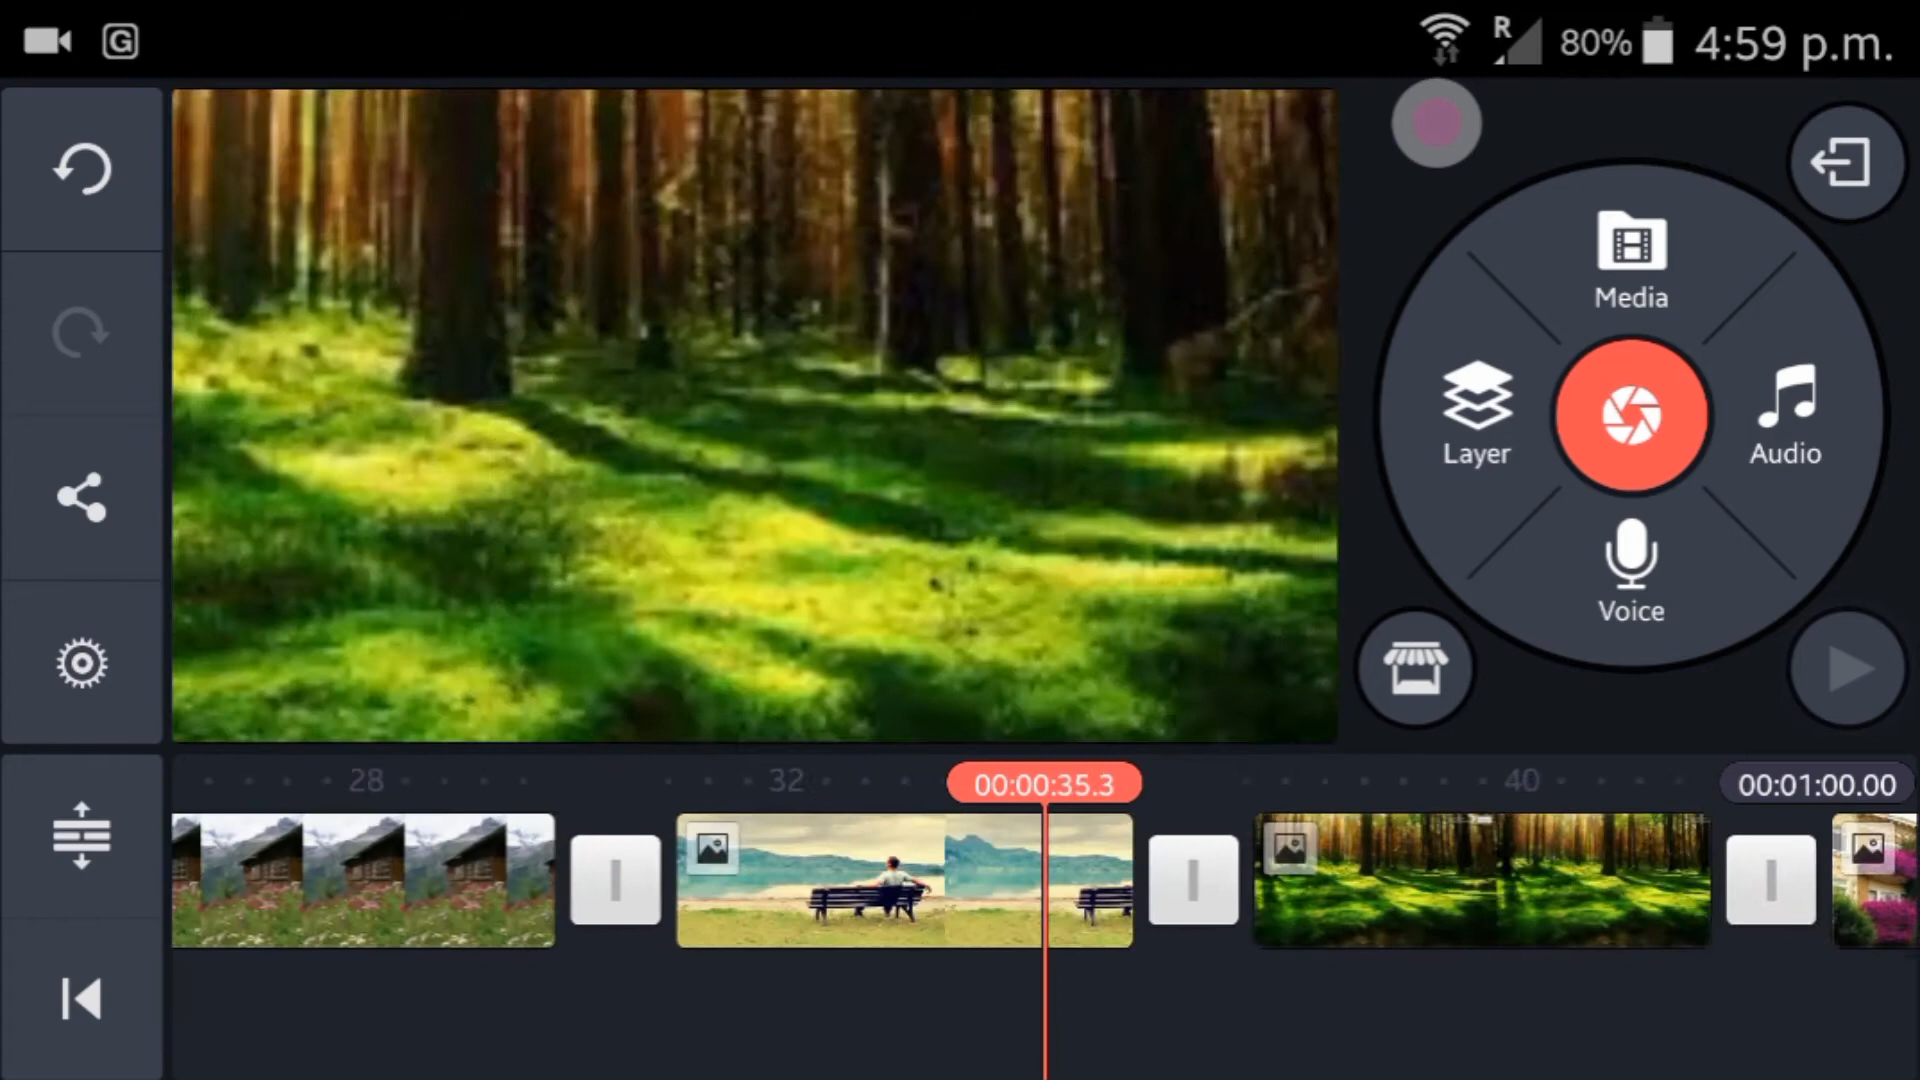 G
R 80% 4:59 p.m.
Media
Layer
Audio
Voice
28
32
00:00:35.3
40
00:01:00.00